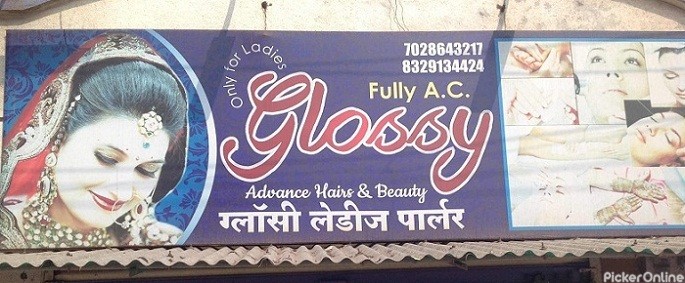 Only for Ladies
7028643217
8329134424
Fully A.C.
Glossy
Advance Hairs & Beauty
ग्लॉसी लेडीज पार्लर
PickerOnline